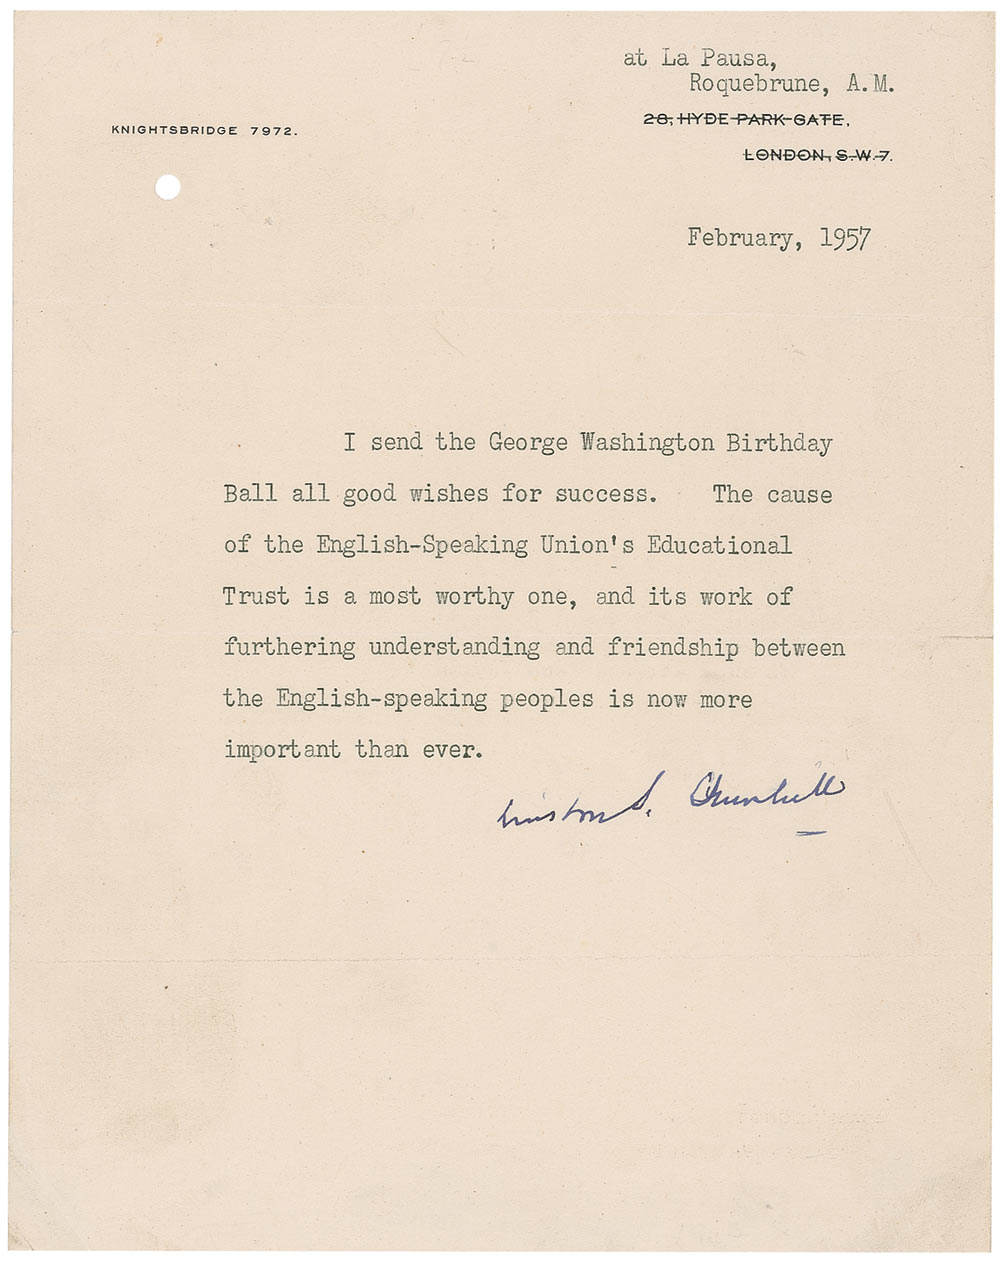 at La Pausa,
Roquebrune, A.M.
KNIGHTSBRIDGE 7972.
28, HYDE PARK GATE,
LONDON, S.W.7.
February, 1957
I send the George Washington Birthday
Ball all good wishes for success. The cause
of the English-Speaking Union's Educational
Trust is a most worthy one, and its work of
furthering understanding and friendship between
the English-speaking peoples is now more
important than ever.
Winston S. Churchill